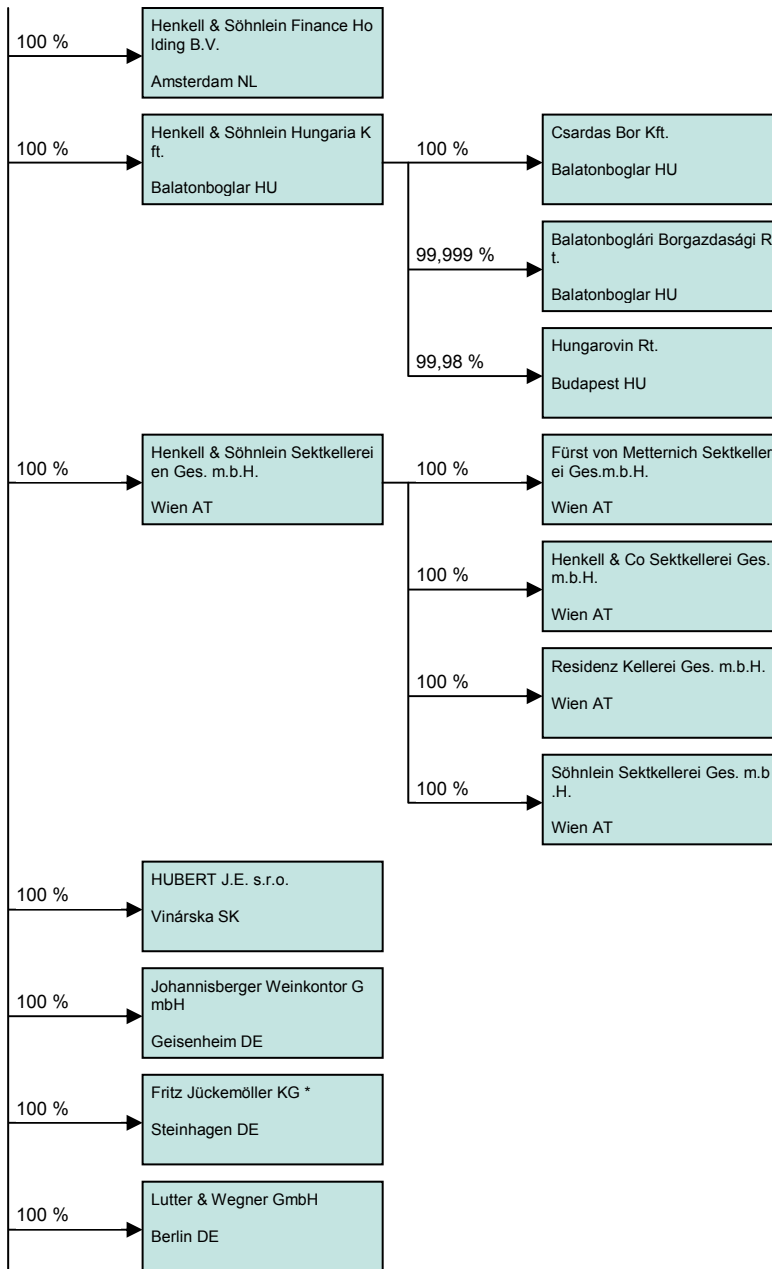 100 %
Henkell & Söhnlein Finance Ho
lding B.V.
Amsterdam NL
100 %
Henkell & Söhnlein Hungaria K
ft.
Balatonboglar HU
100 %
Csardas Bor Kft.
Balatonboglar HU
99,999 %
Balatonboglári Borgazdasági R
t.
Balatonboglar HU
99,98 %
Hungarovin Rt.
Budapest HU
100 %
Henkell & Söhnlein Sektkellerei
en Ges. m.b.H.
Wien AT
100 %
Fürst von Metternich Sektkeller
ei Ges.m.b.H.
Wien AT
100 %
Henkell & Co Sektkellerei Ges.
m.b.H.
Wien AT
100 %
Residenz Kellerei Ges. m.b.H.
Wien AT
100 %
Söhnlein Sektkellerei Ges. m.b
.H.
Wien AT
100 %
HUBERT J.E. s.r.o.
Vinárska SK
100 %
Johannisberger Weinkontor G
mbH
Geisenheim DE
100 %
Fritz Jückemöller KG *
Steinhagen DE
100 %
Lutter & Wegner GmbH
Berlin DE